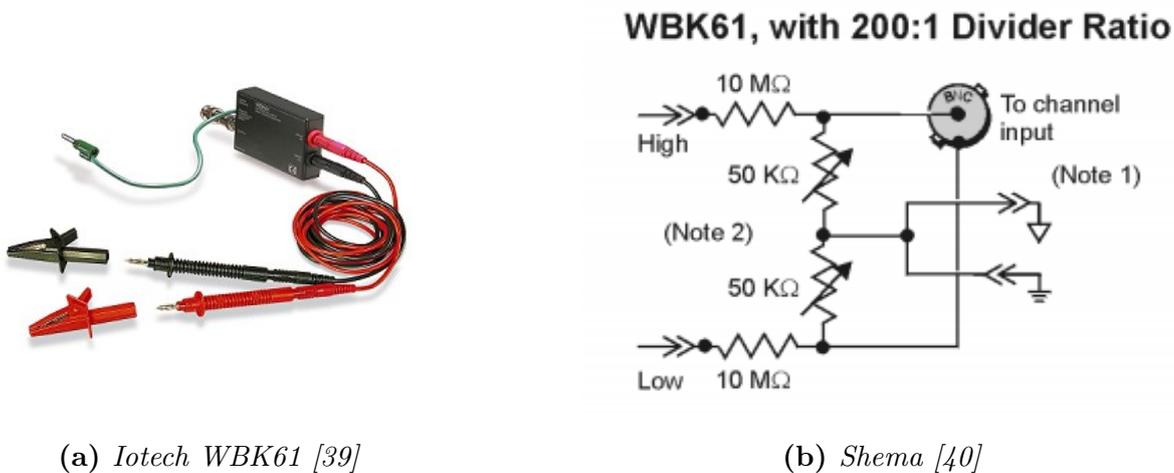 WBK61, with 200:1 Divider Ratio
10 MΩ
BNC
To channel
input
High
50 KΩ
(Note 1)
(Note 2)
50 KΩ
Low
10 MΩ
(a) Iotech WBK61 [39]
(b) Shema [40]